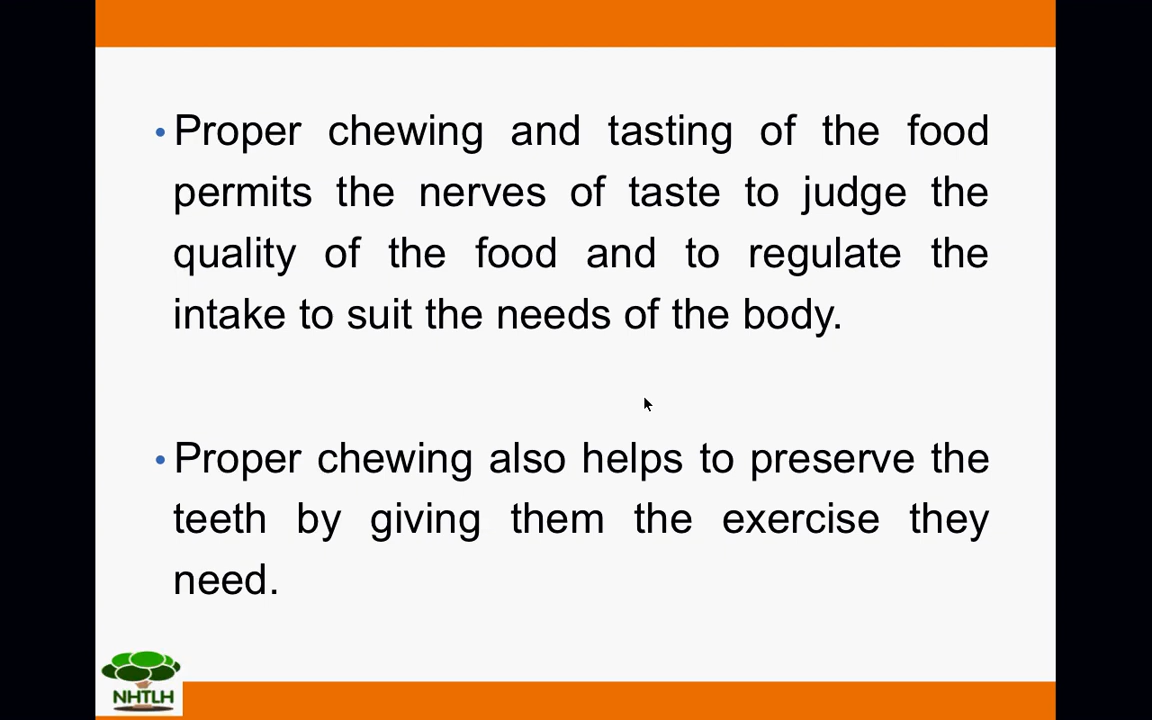 • Proper chewing and tasting of the food
permits the nerves of taste to judge the
quality of the food and to regulate the
intake to suit the needs of the body.
• Proper chewing also helps to preserve the
teeth by giving them the exercise they
need.
NHTLH